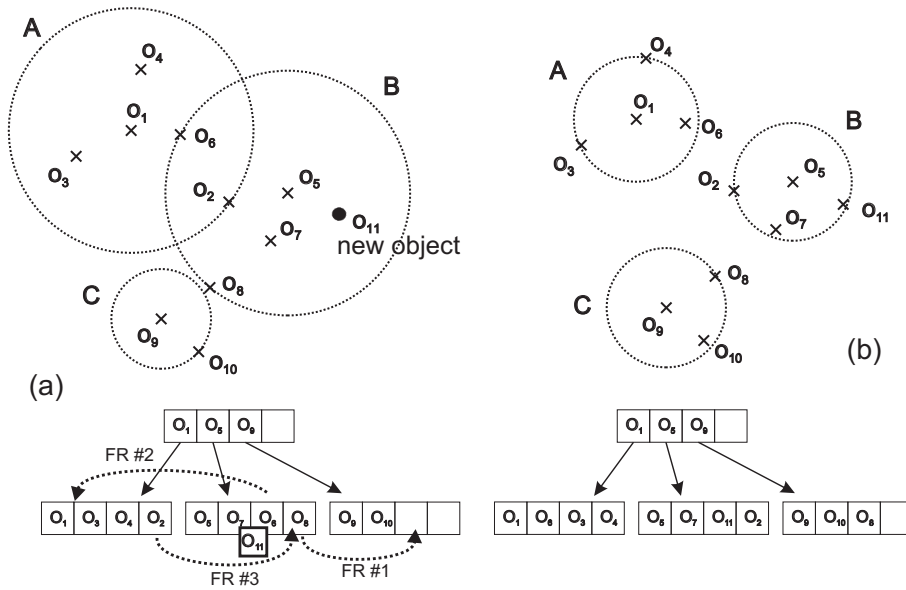 A
O4
O1
O6
O3
O2
B
O5
O11
new object
O7
C
O8
O9
O10
(a)
O4
A
O1
O6
O3
B
O5
O2
O7
O11
O8
C
O9
O10
(b)
O1 O5 O9
FR #2
O1 O3 O4 O2
O5 O7 O6 O8
O11
O9 O10
FR #3
FR #1
O1 O5 O9
O1 O6 O3 O4
O5 O7 O11 O2
O9 O10 O8